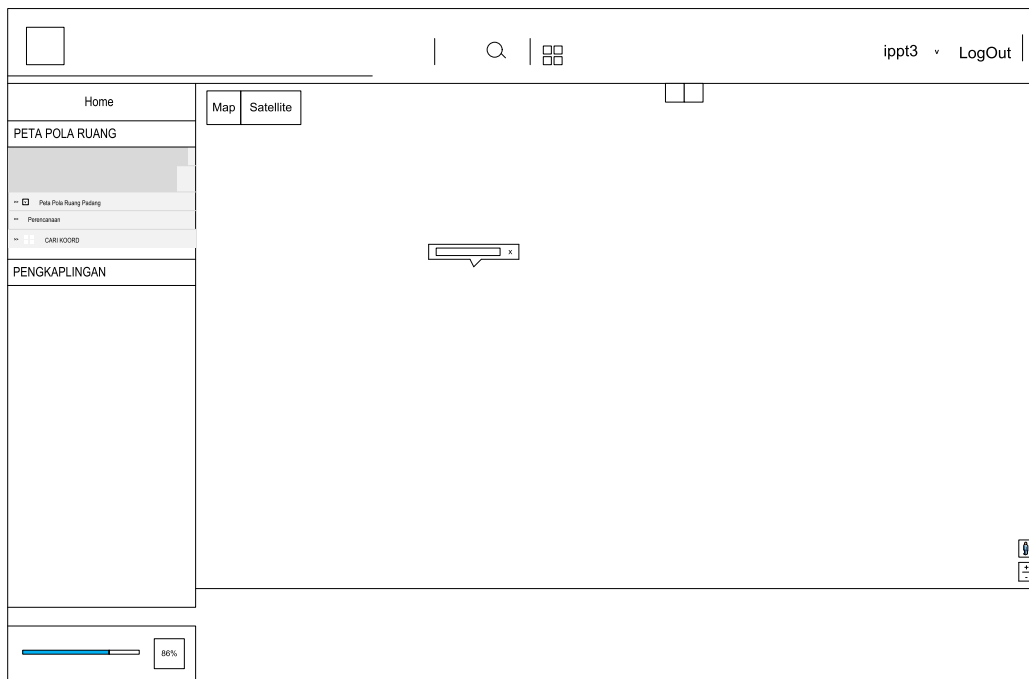 ippt3 v LogOut
Home
Map Satellite
PETA POLA RUANG
>> Peta Pola Ruang Padang
>> Perencanaan
>> CARI KOORD
x
PENGKAPLINGAN
+
-
86%